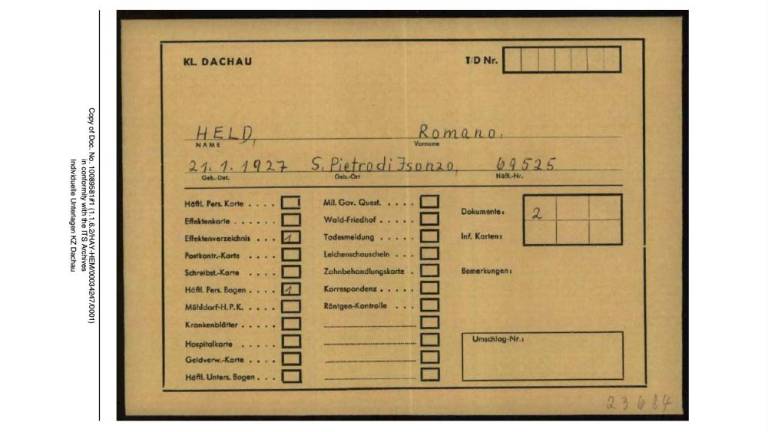 KL. DACHAU
T/D Nr.
HELD, Romano.
NAME Vorname
21. 1. 1927 S. Pietro di Isonzo, 69525
Geb.-Dat. Geb.-Ort Häftl.-Nr.
Häftl. Pers. Karte . . .
Effektenkarte . . . . . .
Effektenverzeichnis . . . 1
Postkontr.-Karte . . . .
Schreibst.-Karte . . . .
Häftl. Pers. Bogen . . . 1
Mühldorf-H.P.K. . . . . .
Krankenblätter . . . . .
Hospitalkarte . . . .
Geldverw.-Karte . . . .
Häftl. Unters. Bogen . . .
Mil. Gov. Quest. . . . .
Wald-Friedhof . . . . .
Todesmeldung . . . . .
Leichenschauschein . . .
Zahnbehandlungskarte .
Korrespondenz . . . . .
Röntgen-Kontrolle . . .
Dokumente: 2
Inf. Karten:
Bemerkungen:
Umschlag-Nr.:
Copy of Doc. No. 10089581#1 (1.1.6.2/HAY-HEM/00034247/0001)
in conformity with the ITS Archives
Individuelle Unterlagen KZ Dachau